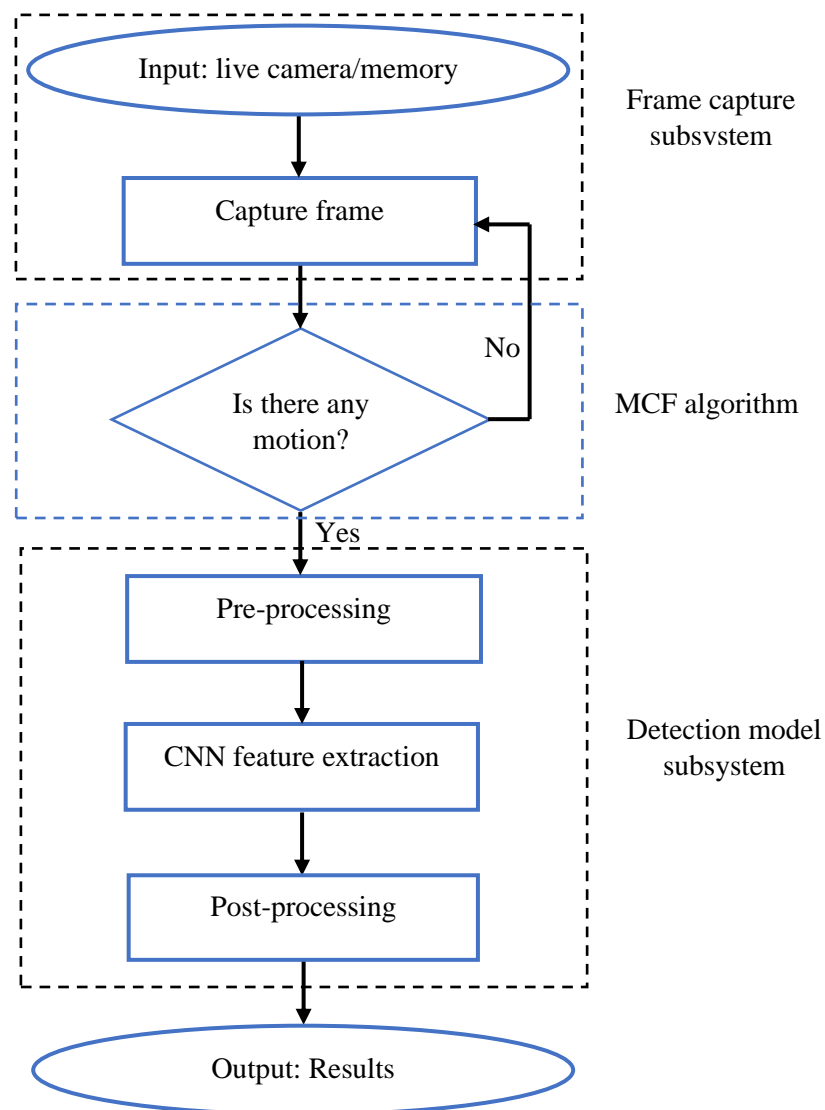 Input: live camera/memory
Frame capture
subsystem
Capture frame
No
Is there any
motion?
MCF algorithm
Yes
Pre-processing
CNN feature extraction
Detection model
subsystem
Post-processing
Output: Results